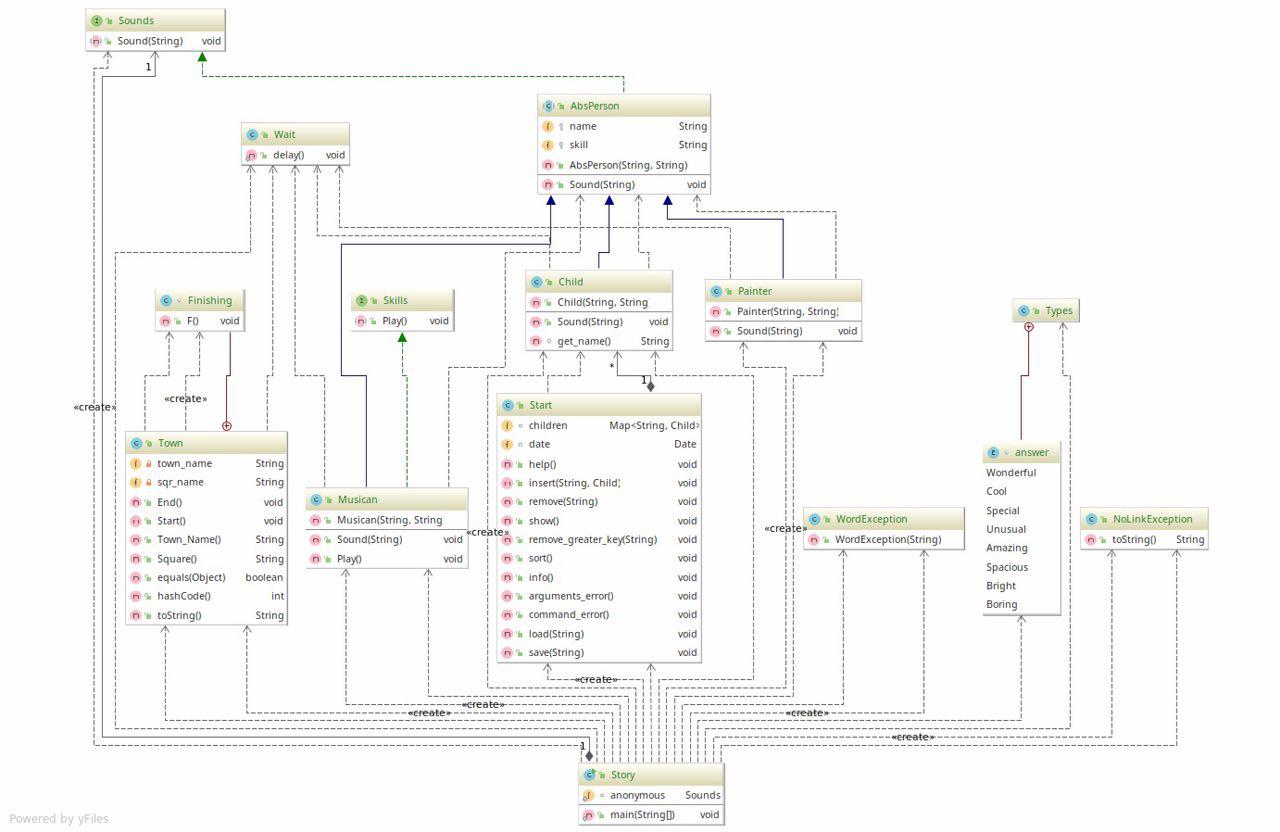 Sounds
Sound(String) void
1
AbsPerson
name String
skill String
AbsPerson(String, String)
Sound(String) void
Wait
delay() void
Finishing
F() void
Skills
Play() void
Child
Child(String, String
Sound(String) void
get_name() String
Painter
Painter(String, String)
Sound(String) void
Types
*
1
«create»
«create»
Start
children Map<String, Child>
date Date
help() void
insert(String, Child) void
remove(String) void
show() void
remove_greater_key(String) void
sort() void
info() void
arguments_error() void
command_error() void
load(String) void
save(String) void
Town
town_name String
sqr_name String
End() void
Start() void
Town_Name() String
Square() String
equals(Object) boolean
hashCode() int
toString() String
Musican
Musican(String, String
Sound(String) void
Play() void
«create»
«create»
answer
Wonderful
Cool
Special
Unusual
Amazing
Spacious
Bright
Boring
WordException
WordException(String)
NoLinkException
toString() String
«create»
«create»
«create»
«create»
«create»
1
Story
anonymous Sounds
main(String[]) void
Powered by yFiles